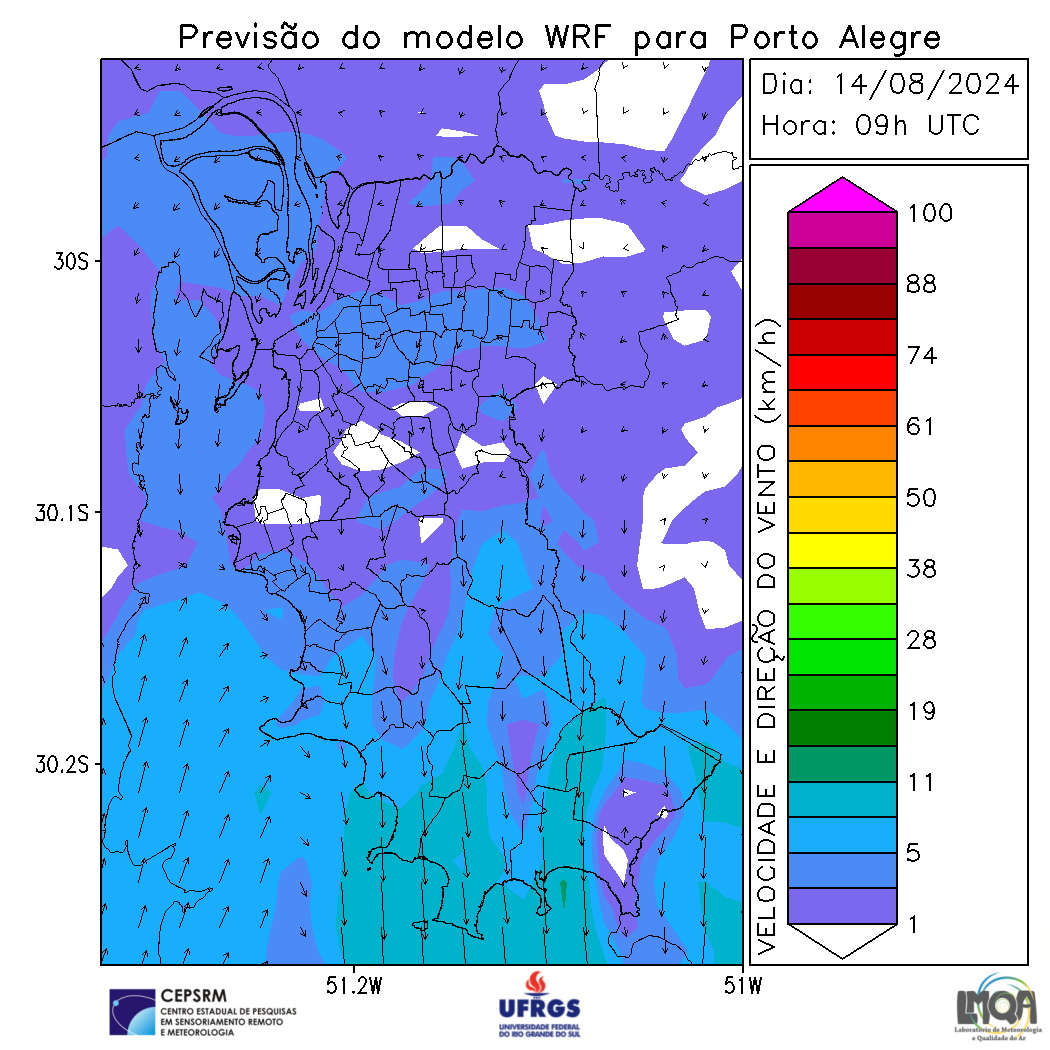 Previsão do modelo WRF para Porto Alegre
Dia: 14/08/2024
Hora: 09h UTC
30S
30.1S
30.2S
51.2W
51W
VELOCIDADE E DIREÇÃO DO VENTO (km/h)
100
88
74
61
50
38
28
19
11
5
1
CEPSRM
CENTRO ESTADUAL DE PESQUISAS
EM SENSORIAMENTO REMOTO
E METEOROLOGIA
UFRGS
UNIVERSIDADE FEDERAL
DO RIO GRANDE DO SUL
LMQA
Laboratório de Meteorologia
e Qualidade do Ar